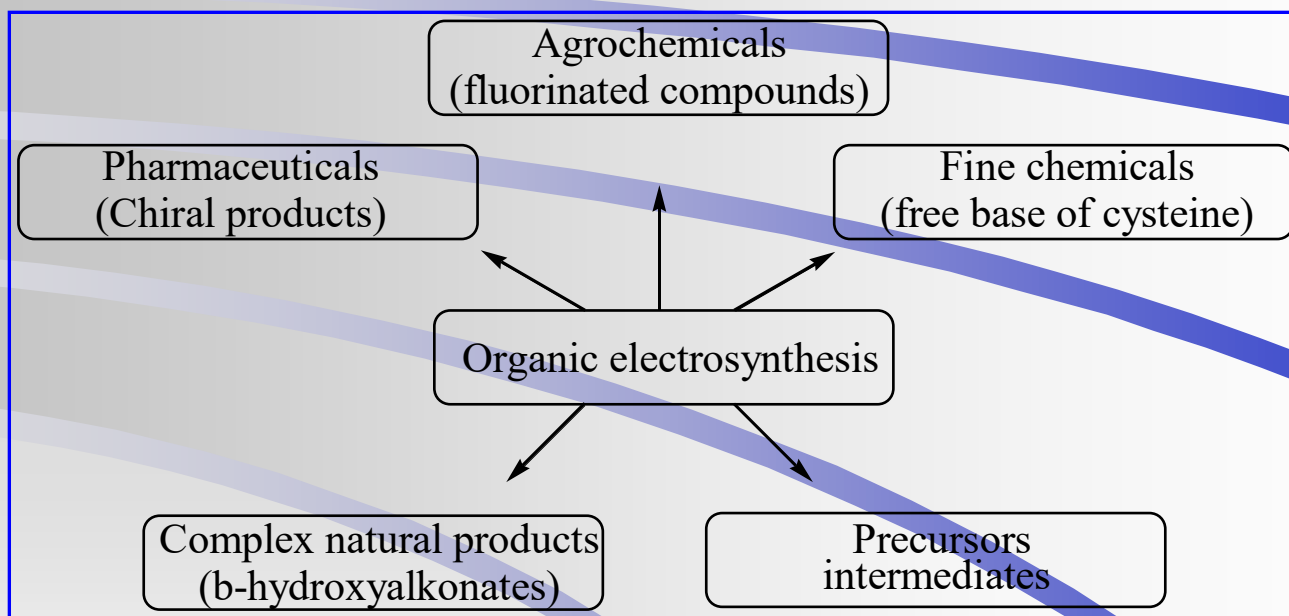 Agrochemicals
(fluorinated compounds)
Pharmaceuticals
(Chiral products)
Fine chemicals
(free base of cysteine)
Organic electrosynthesis
Complex natural products
(b-hydroxyalkonates)
Precursors
intermediates